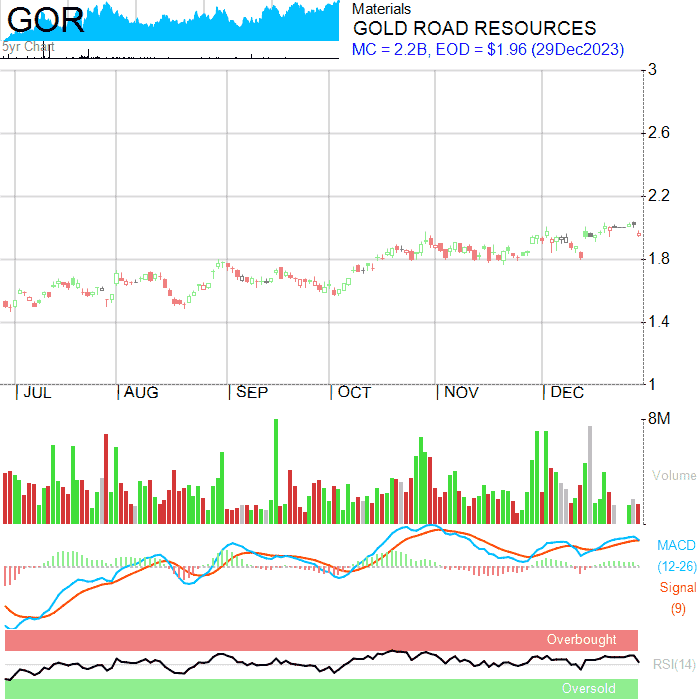 GOR
5yr Chart
Materials
GOLD ROAD RESOURCES
MC = 2.2B, EOD = $1.96 (29Dec2023)
3
2.6
2.2
1.8
1.4
1
JUL AUG SEP OCT NOV DEC
8M
Volume
MACD
(12-26)
Signal
(9)
Overbought
RSI(14)
Oversold